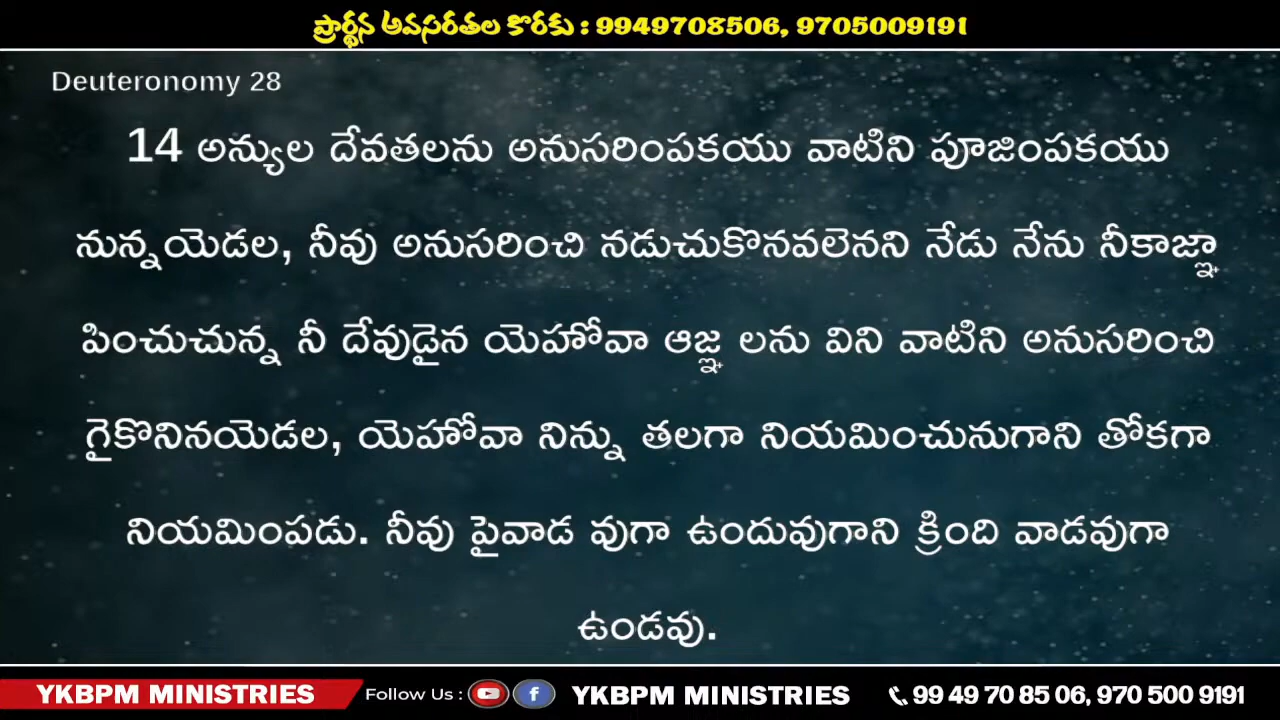 ప్రార్థన అవసరతల కొరకు : 9949708506, 9705009191
Deuteronomy 28
14 అన్యుల దేవతలను అనుసరింపకయు వాటిని పూజింపకయు
నున్నయెడల, నీవు అనుసరించి నడుచుకొనవలెనని నేడు నేను నీకాజ్ఞా
పించుచున్న నీ దేవుడైన యెహోవా ఆజ్ఞ లను విని వాటిని అనుసరించి
గైకొనినయెడల, యెహోవా నిన్ను తలగా నియమించునుగాని తోకగా
నియమింపడు. నీవు పైవాడ వుగా ఉందువుగాని క్రింది వాడవుగా
ఉండవు.
YKBPM MINISTRIES Follow Us : YKBPM MINISTRIES 99 49 70 85 06, 970 500 9191